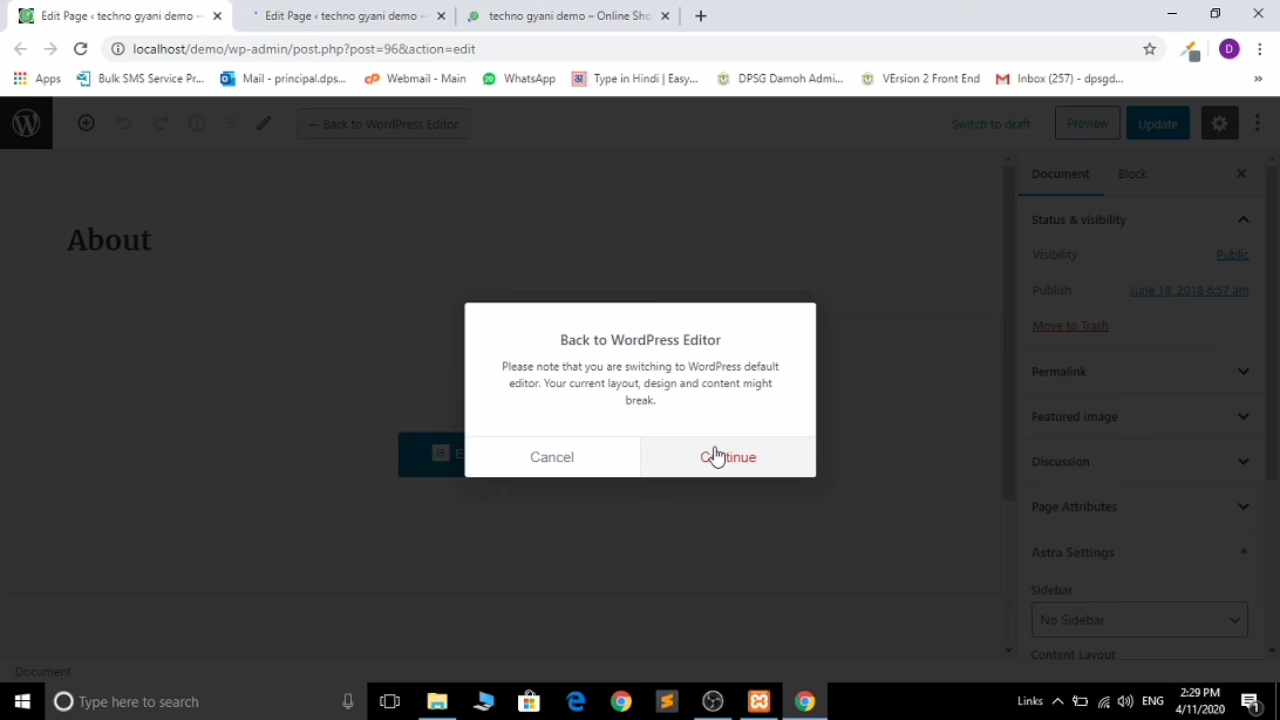 Edit Page ‹ techno gyani demo –
Edit Page ‹ techno gyani demo –
techno gyani demo – Online Sho
localhost/demo/wp-admin/post.php?post=96&action=edit
D
Apps
Bulk SMS Service Pr...
Mail - principal.dps...
Webmail - Main
WhatsApp
अ
Type in Hindi | Easy...
DPSG Damoh Admi...
VErsion 2 Front End
Inbox (257) - dpsgd...
»
← Back to WordPress Editor
Switch to draft
Preview
Update
Document
Block
Status & visibility
About
Visibility
Public
Publish
June 18, 2018 6:57 am
Move to Trash
Back to WordPress Editor
Please note that you are switching to WordPress default
editor. Your current layout, design and content might
break.
Cancel
Permalink
Featured image
Discussion
Page Attributes
Astra Settings
Sidebar
No Sidebar
Content Layout
Document
Type here to search
Links
ENG
2:29 PM
4/11/2020
1